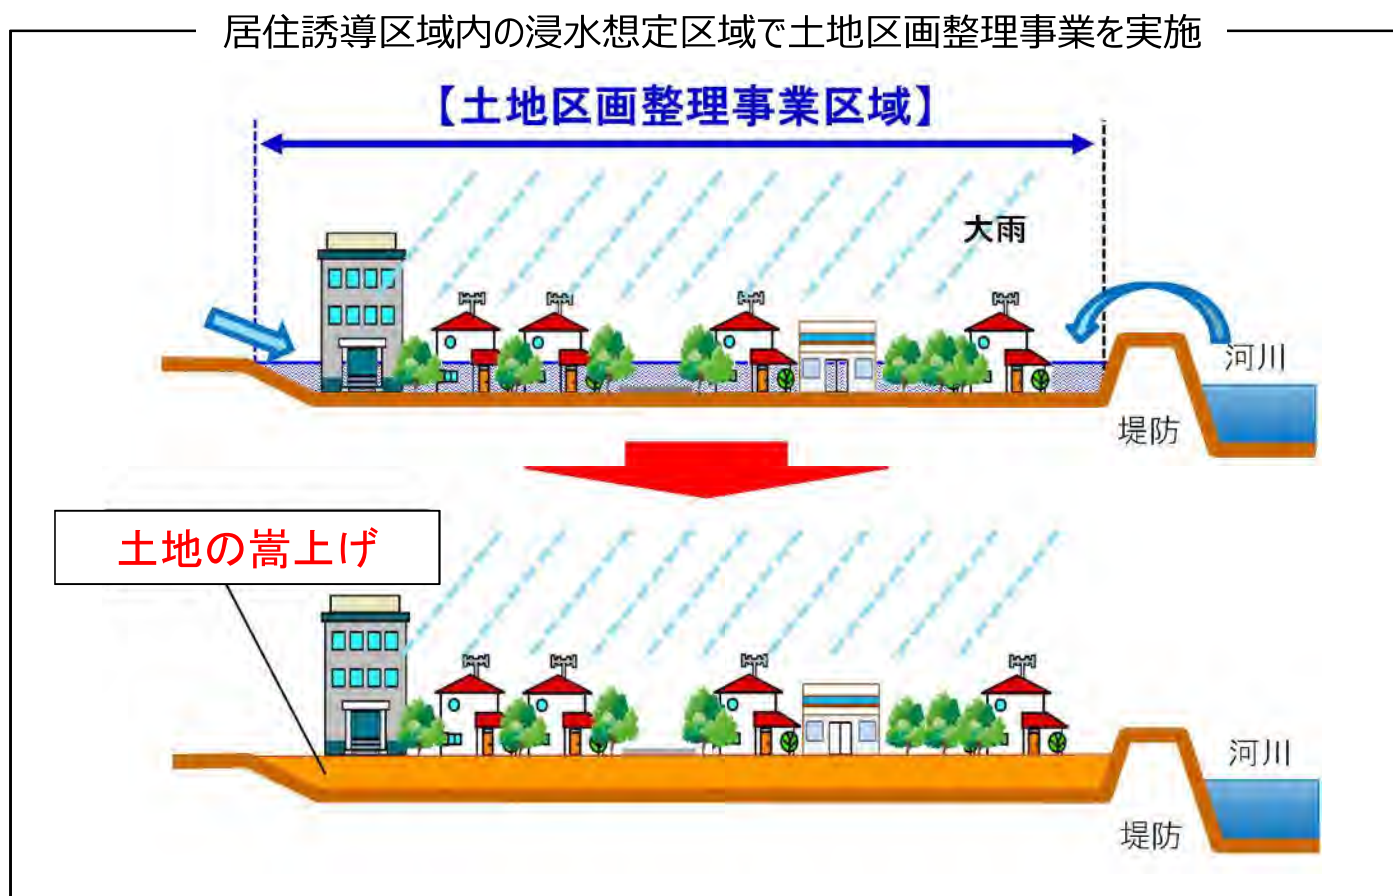 居住誘導区域内の浸水想定区域で土地区画整理事業を実施
【土地区画整理事業区域】
大雨
河川
堤防
土地の嵩上げ
河川
堤防